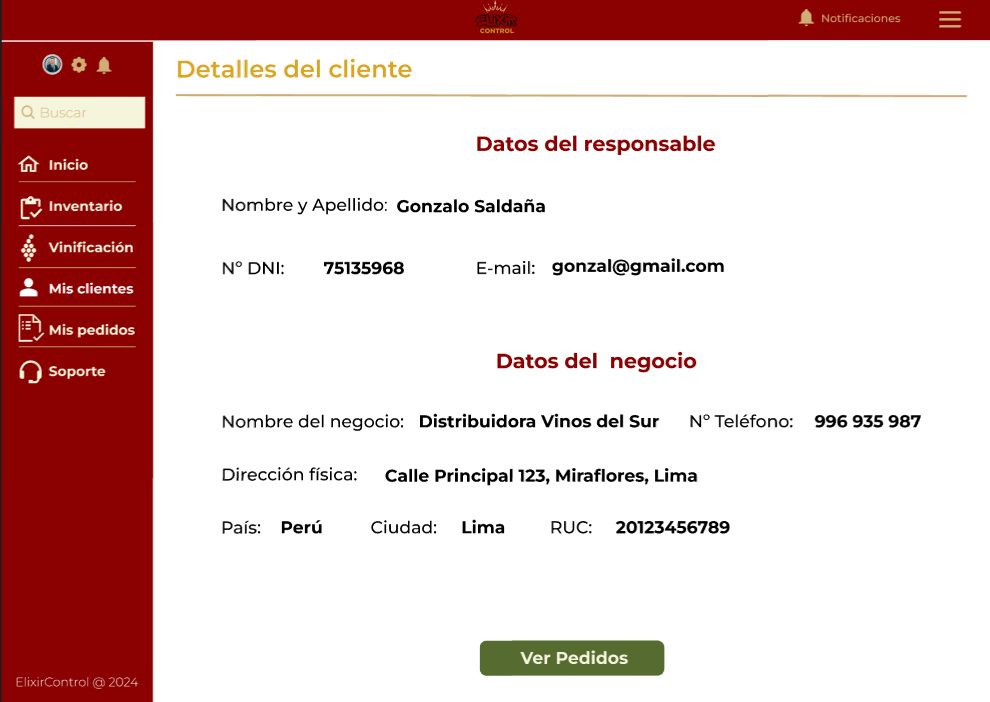 ELIXIR
CONTROL
Notificaciones
Buscar
Inicio
Inventario
Vinificación
Mis clientes
Mis pedidos
Soporte
ElixirControl @ 2024
Detalles del cliente
Datos del responsable
Nombre y Apellido: Gonzalo Saldaña
Nº DNI: 75135968 E-mail: gonzal@gmail.com
Datos del negocio
Nombre del negocio: Distribuidora Vinos del Sur Nº Teléfono: 996 935 987
Dirección física: Calle Principal 123, Miraflores, Lima
País: Perú Ciudad: Lima RUC: 20123456789
Ver Pedidos